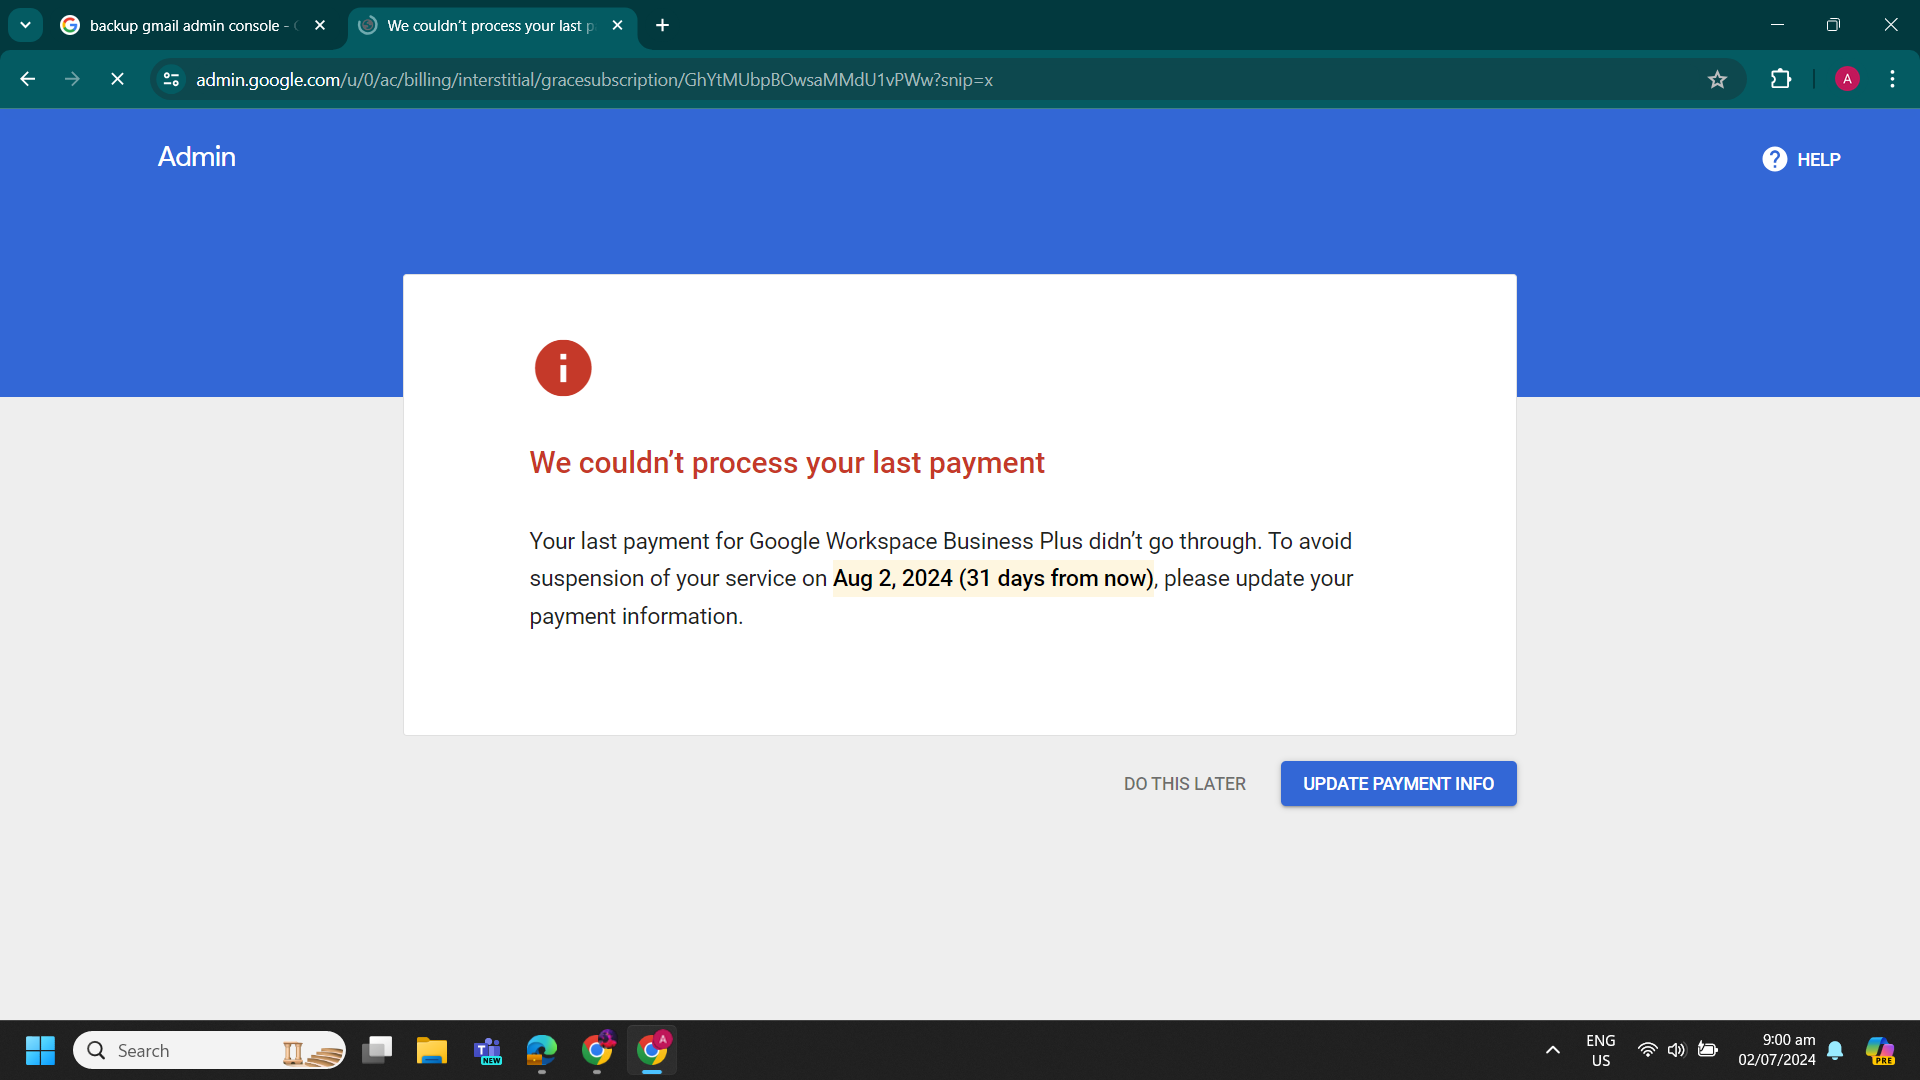 backup gmail admin console -
We couldn't process your last p
admin.google.com/u/0/ac/billing/interstitial/gracesubscription/GhYtMUbpBOwsaMMdU1vPWw?snip=x
A
Admin
? HELP
We couldn't process your last payment
Your last payment for Google Workspace Business Plus didn't go through. To avoid
suspension of your service on Aug 2, 2024 (31 days from now), please update your
payment information.
DO THIS LATER
UPDATE PAYMENT INFO
Search
T
NEW
A
ENG
US
9:00 am
02/07/2024
PRE